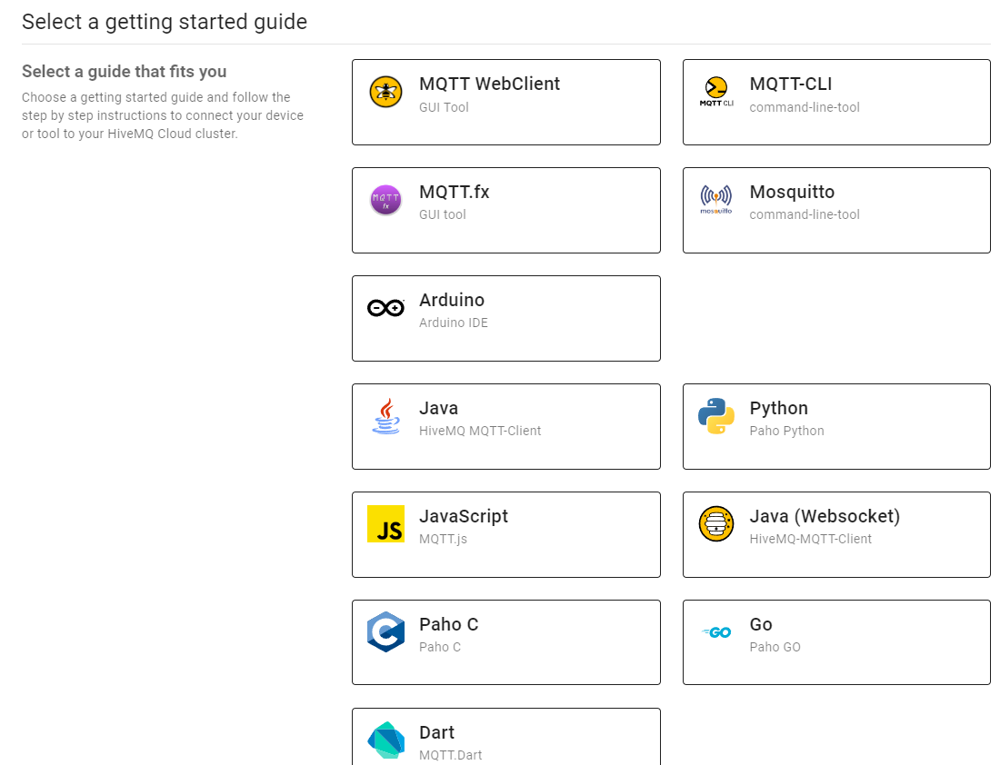 Select a getting started guide
Select a guide that fits you
Choose a getting started guide and follow the
step by step instructions to connect your device
or tool to your HiveMQ Cloud cluster.
MQTT WebClient
GUI Tool
MQTT CLI
MQTT-CLI
command-line-tool
MQTT
fx
MQTT.fx
GUI tool
mosquitto
Mosquitto
command-line-tool
Arduino
Arduino IDE
Java
HiveMQ MQTT-Client
Python
Paho Python
JS
JavaScript
MQTT.js
Java (Websocket)
HiveMQ-MQTT-Client
C
Paho C
Paho C
GO
Go
Paho GO
Dart
MQTT.Dart